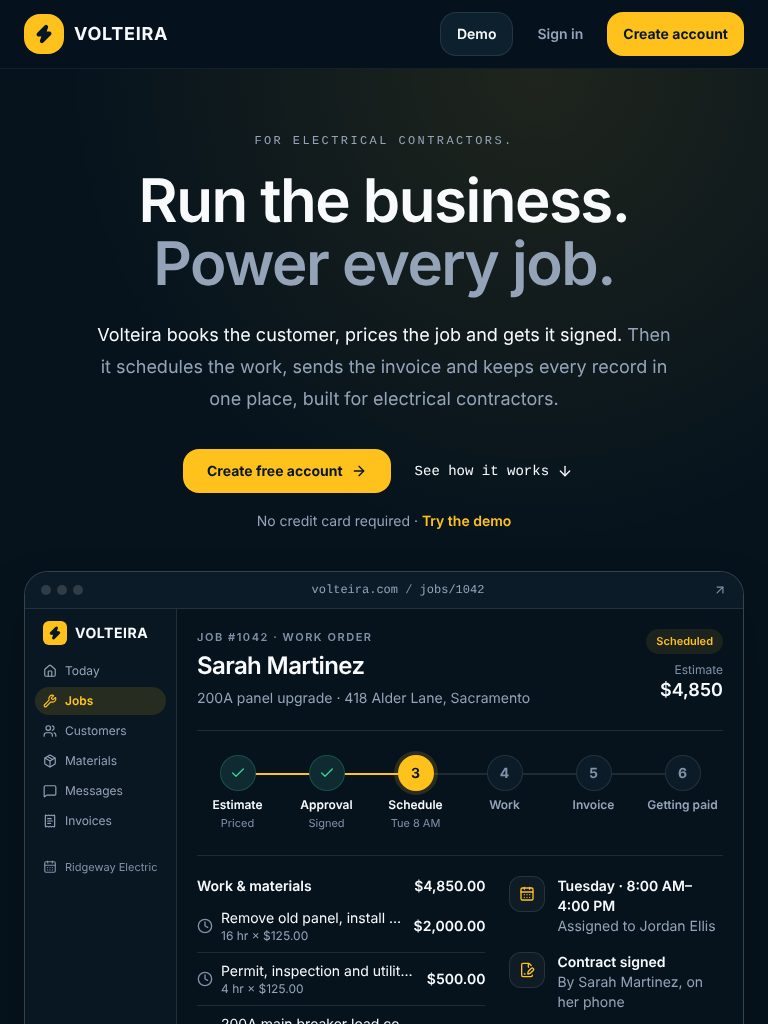 VOLTEIRA
Demo
Sign in
Create account
FOR ELECTRICAL CONTRACTORS.
Run the business.
Power every job.
Volteira books the customer, prices the job and gets it signed. Then
it schedules the work, sends the invoice and keeps every record in
one place, built for electrical contractors.
Create free account →
See how it works ↓
No credit card required · Try the demo
volteira.com / jobs/1042
VOLTEIRA
Today
Jobs
Customers
Materials
Messages
Invoices
Ridgeway Electric
JOB #1042 · WORK ORDER
Sarah Martinez
200A panel upgrade · 418 Alder Lane, Sacramento
Scheduled
Estimate
$4,850
3
4
5
6
Estimate
Approval
Schedule
Work
Invoice
Getting paid
Priced
Signed
Tue 8 AM
Work & materials
$4,850.00
Remove old panel, install ...
$2,000.00
16 hr × $125.00
Permit, inspection and utilit...
$500.00
4 hr × $125.00
200A main breaker load ce...
Tuesday · 8:00 AM–
4:00 PM
Assigned to Jordan Ellis
Contract signed
By Sarah Martinez, on
her phone